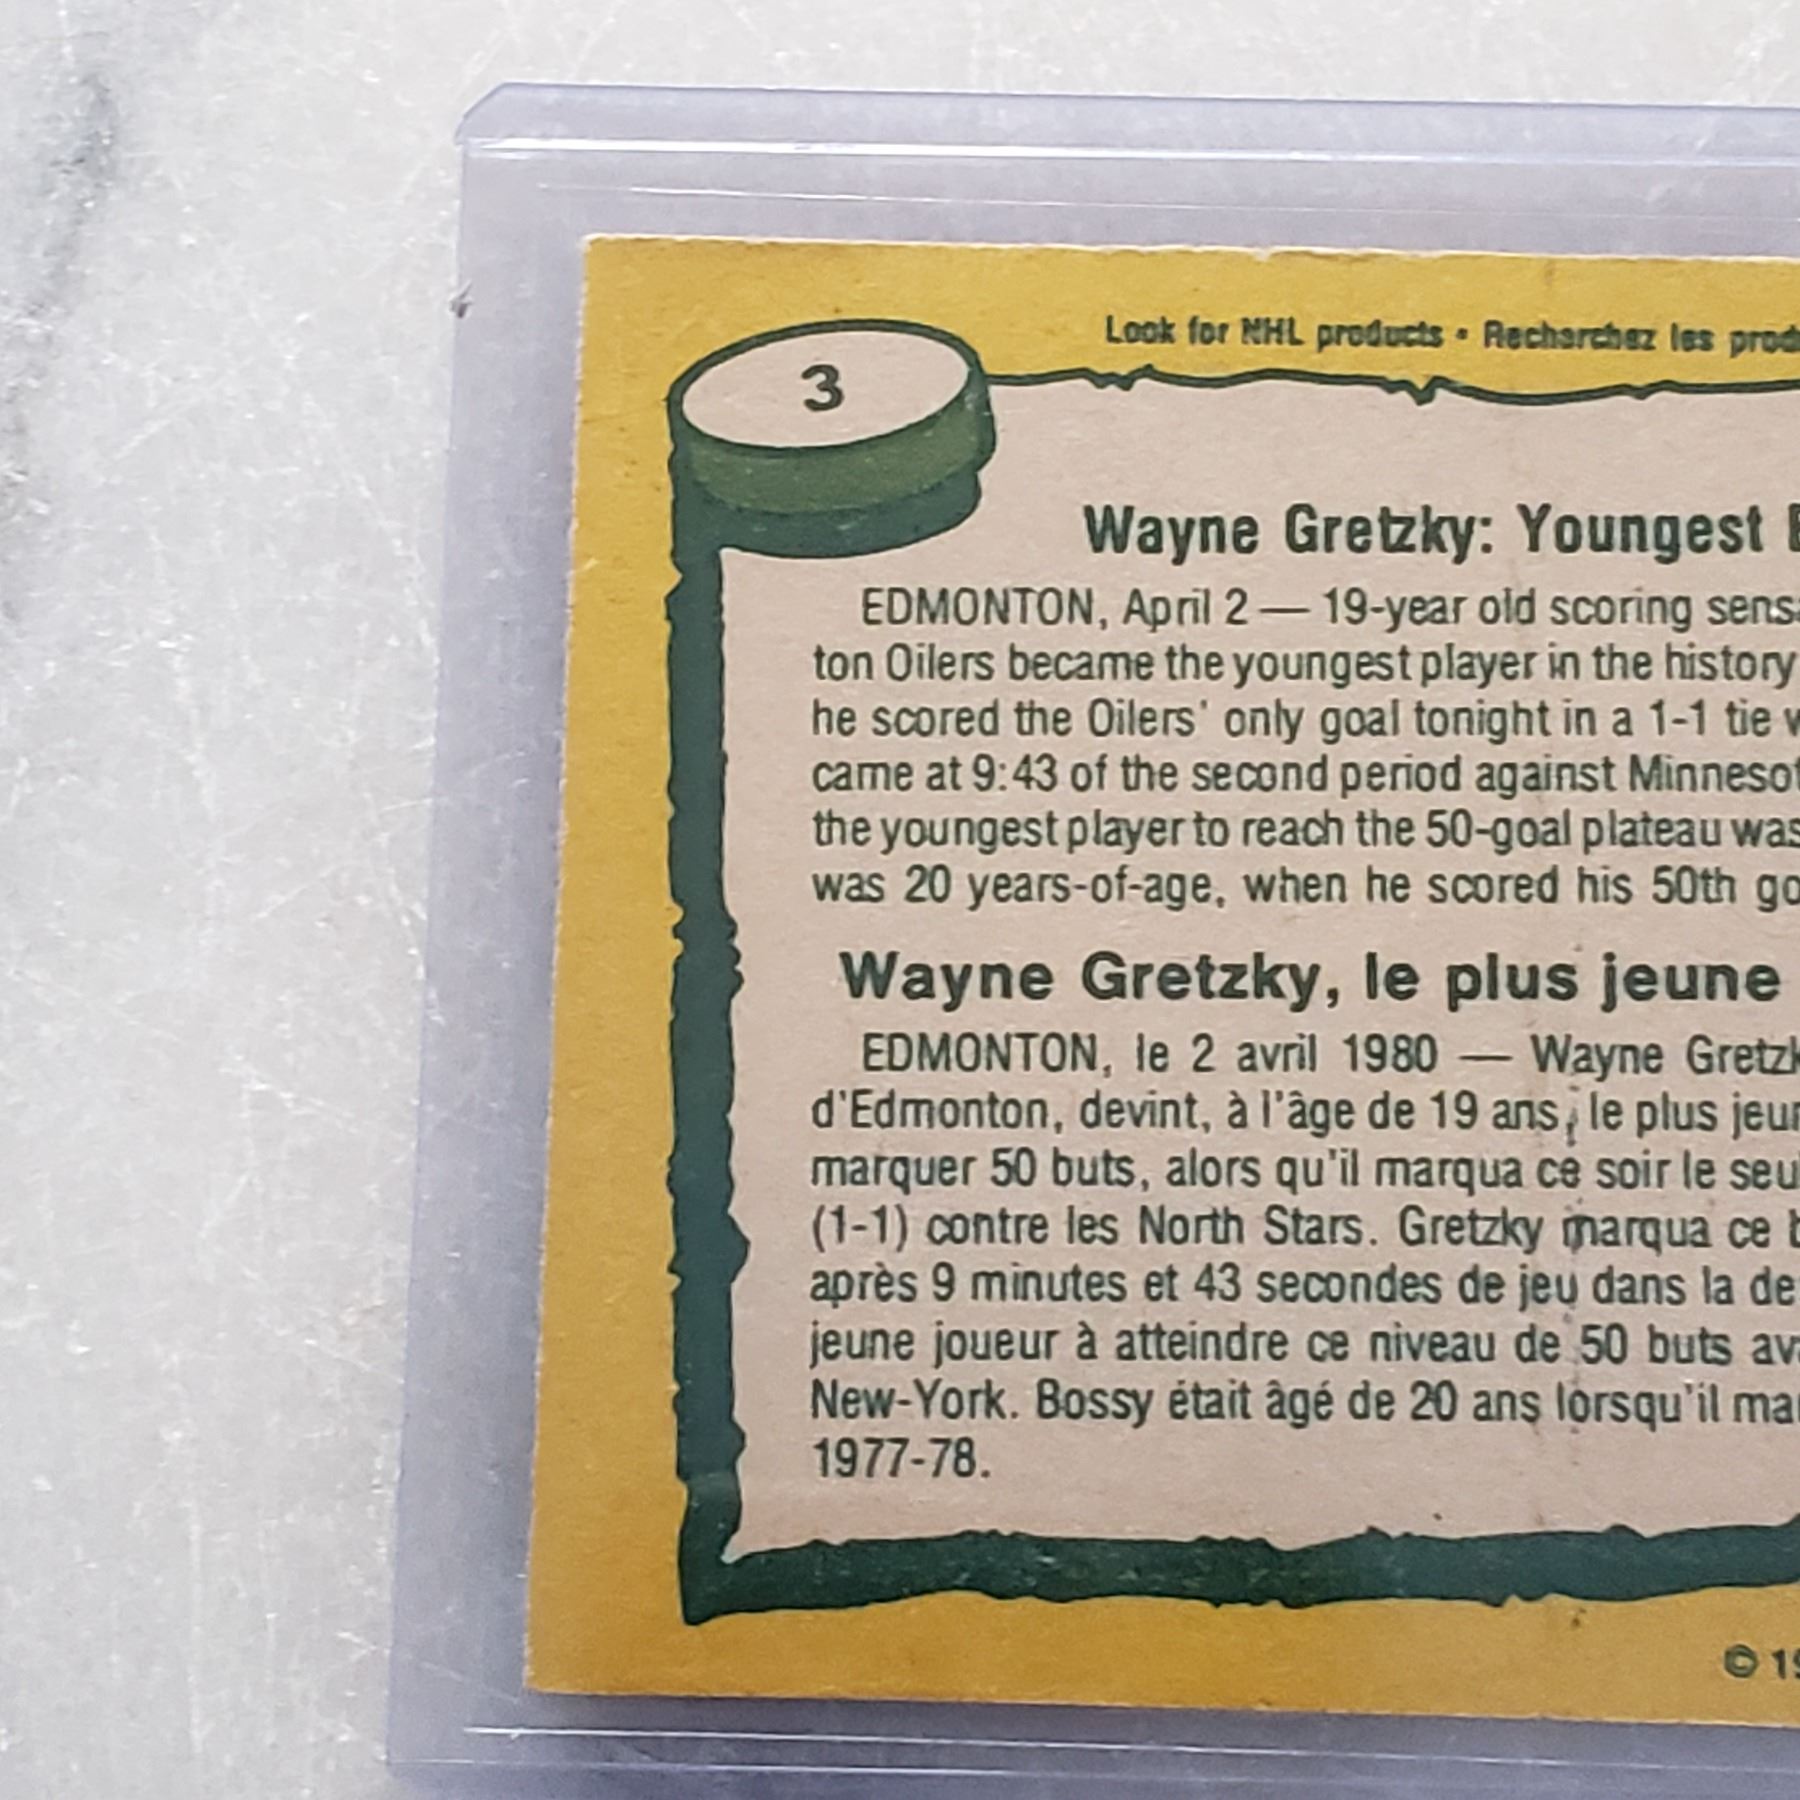 Look for NHL products • Recherchez les
3
Wayne Gretzky: Youngest
EDMONTON, April 2 — 19-year old scoring
ton Oilers became the youngest player in the history
he scored the Oilers' only goal tonight in a 1-1 tie
came at 9:43 of the second period against
the youngest player to reach the 50-goal plateau was
was 20 years-of-age, when he scored his 50th
Wayne Gretzky, le plus jeune
EDMONTON, le 2 avril 1980 — Wayne
d'Edmonton, devint, à l'âge de 19 ans, le plus
marquer 50 buts, alors qu'il marqua ce soir le
(1-1) contre les North Stars. Gretzky marqua ce
après 9 minutes et 43 secondes de jeu dans la
jeune joueur à atteindre ce niveau de 50 buts
New-York. Bossy était âgé de 20 ans lorsqu'il
1977-78.
©